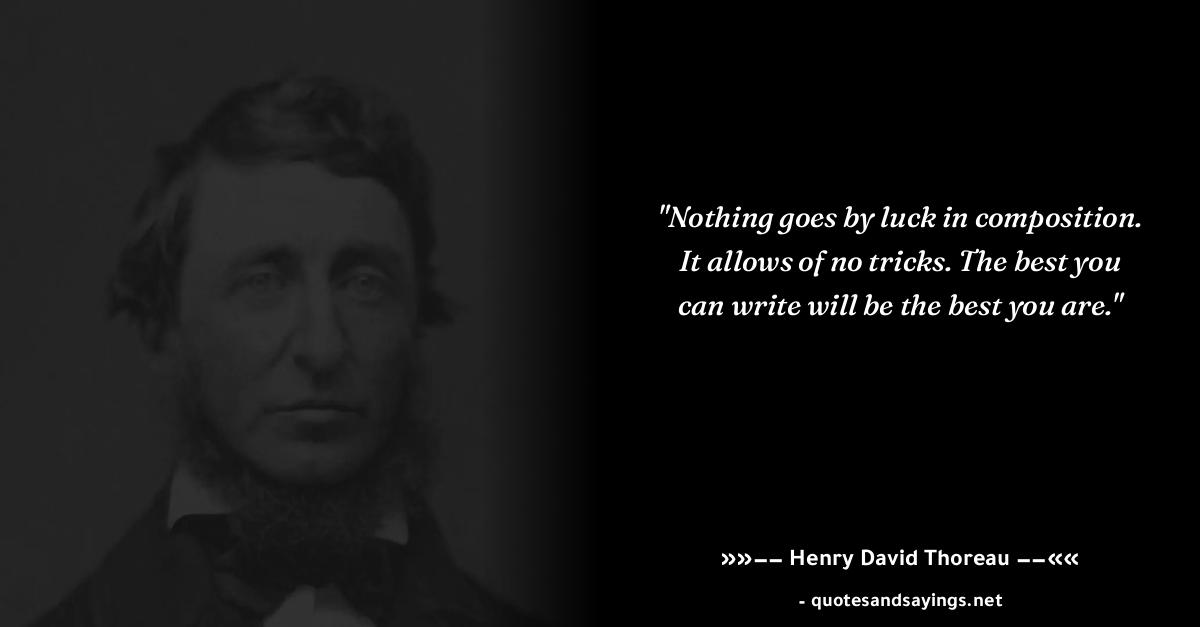 "Nothing goes by luck in composition.
It allows of no tricks. The best you
can write will be the best you are."
»»–– Henry David Thoreau ––««
- quotesandsayings.net